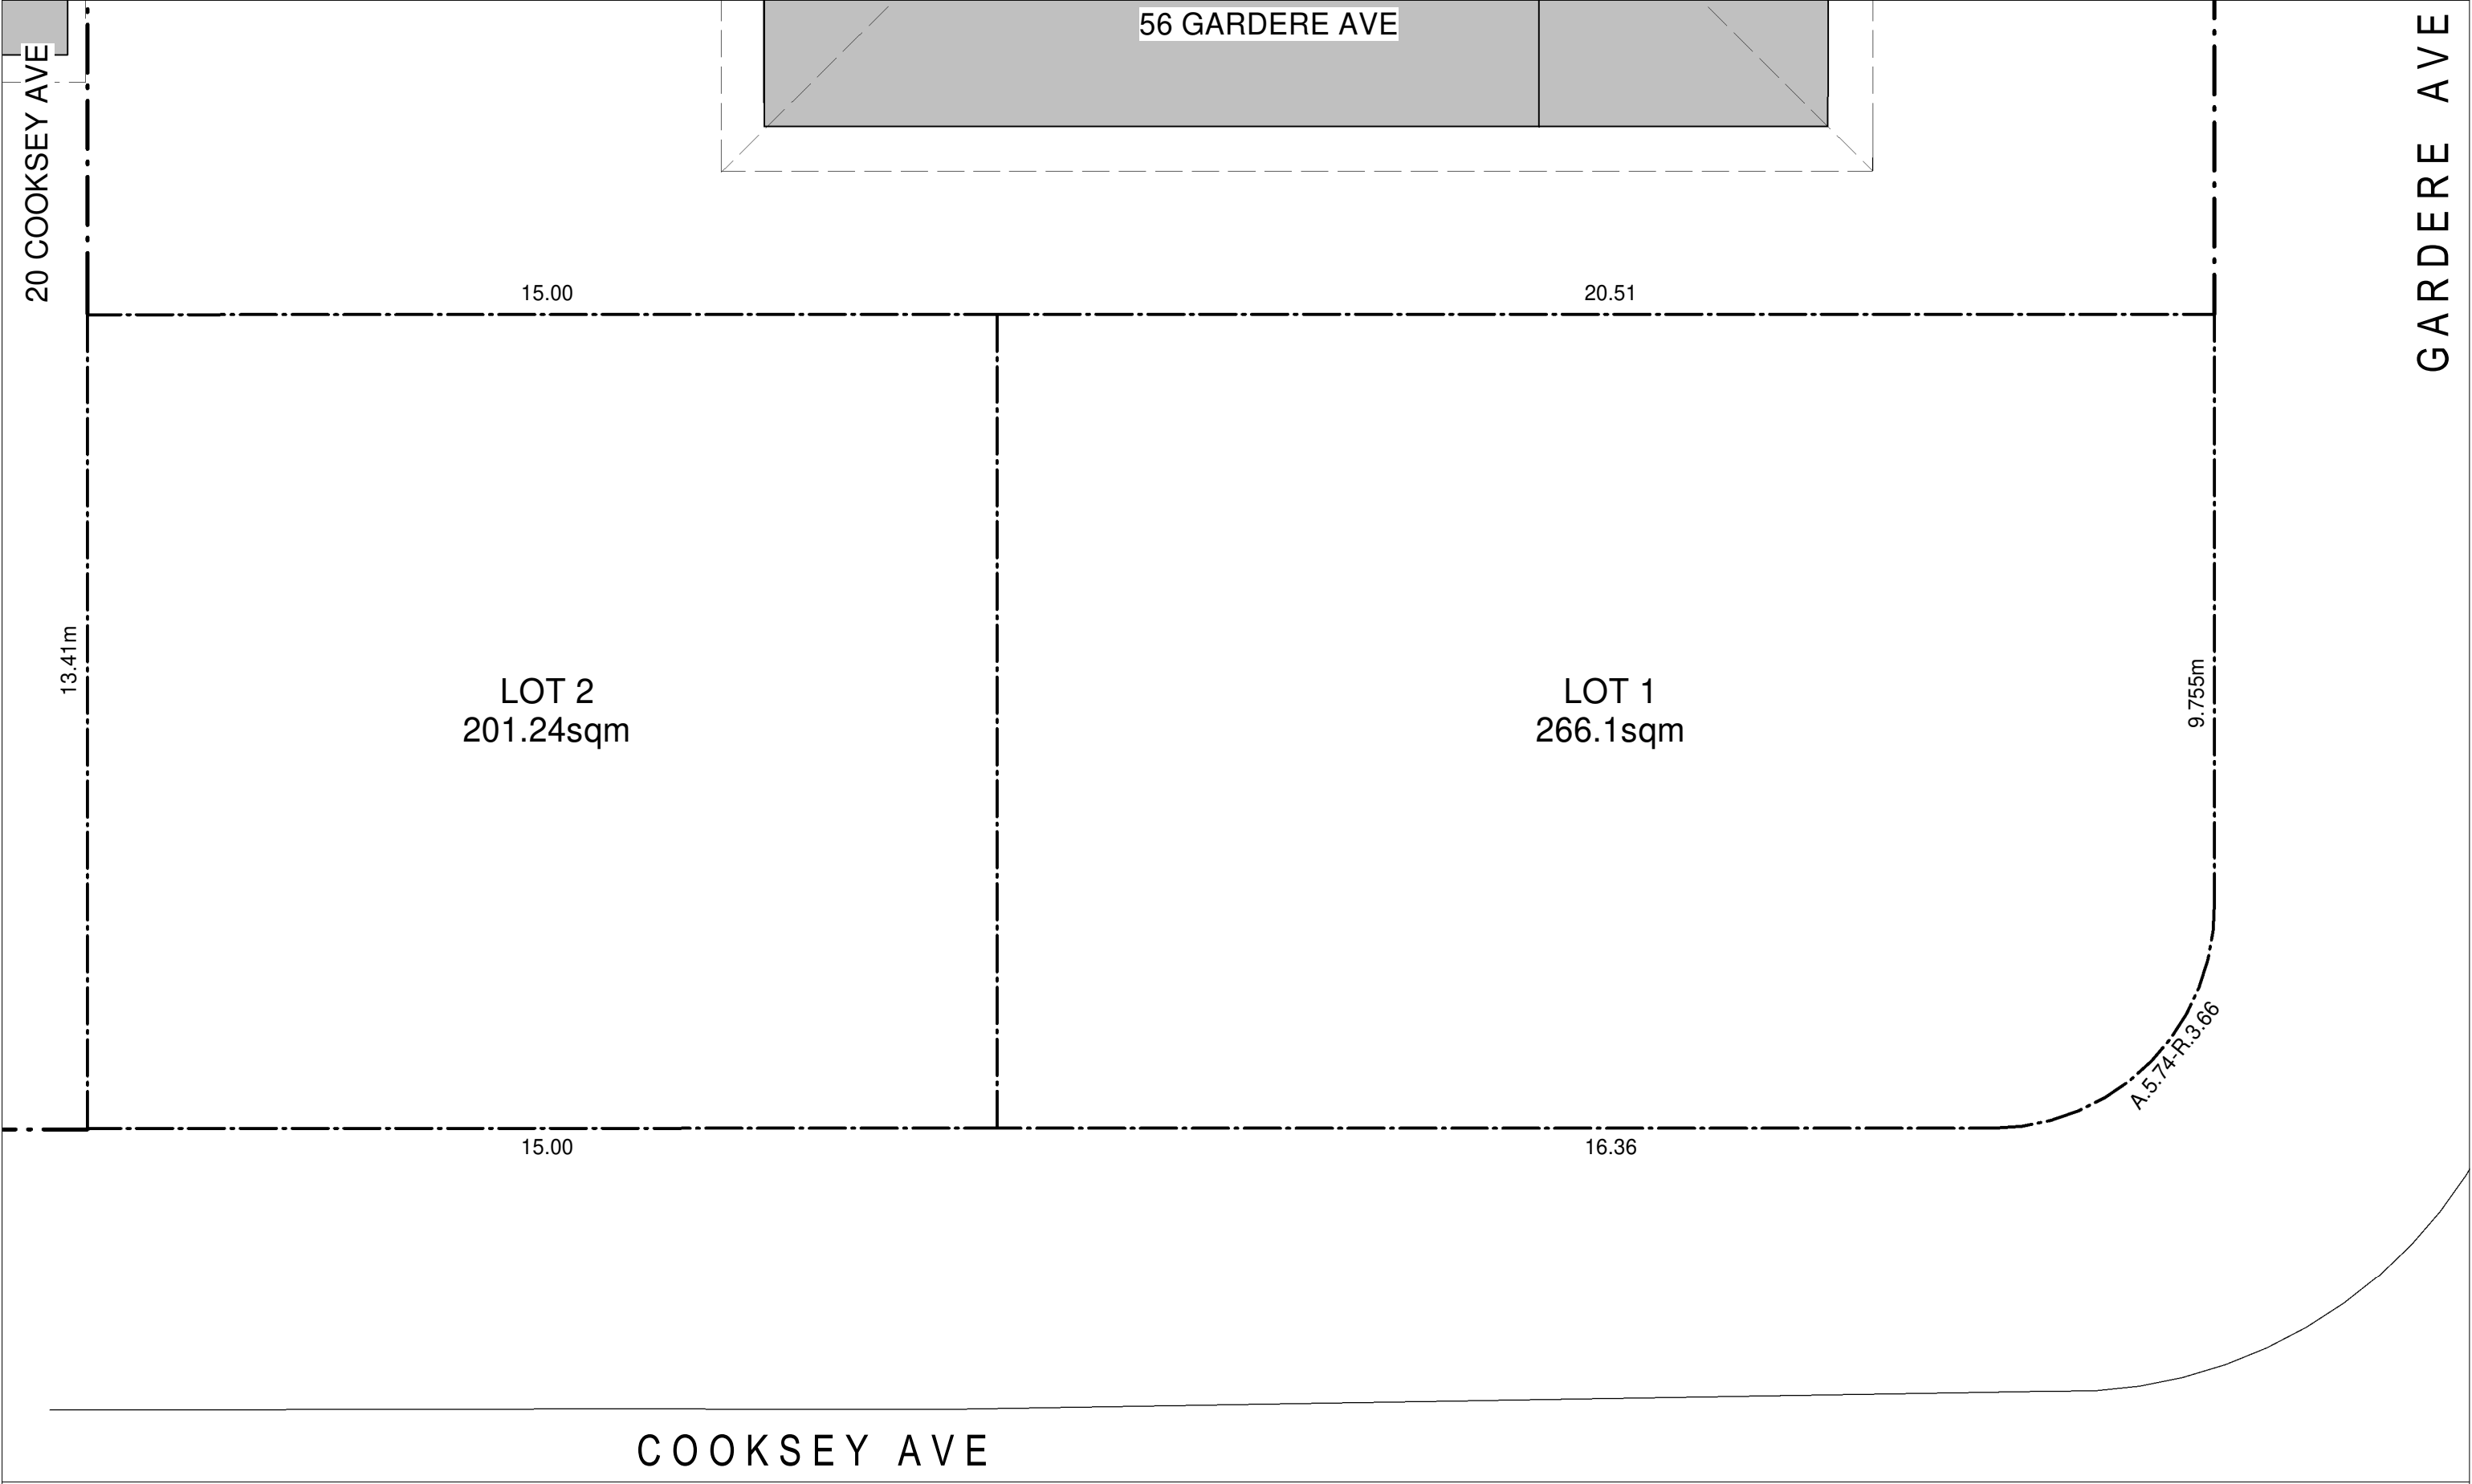 56 GARDERE AVE
20 COOKSEY AVE
GARDERE AVE
15.00
20.51
13.41m
9.755m
LOT 2
201.24sqm
LOT 1
266.1sqm
A.5.74-R.3.66
15.00
16.36
COOKSEY AVE